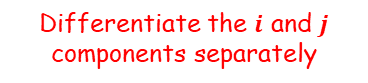 Differentiate the i and j
components separately